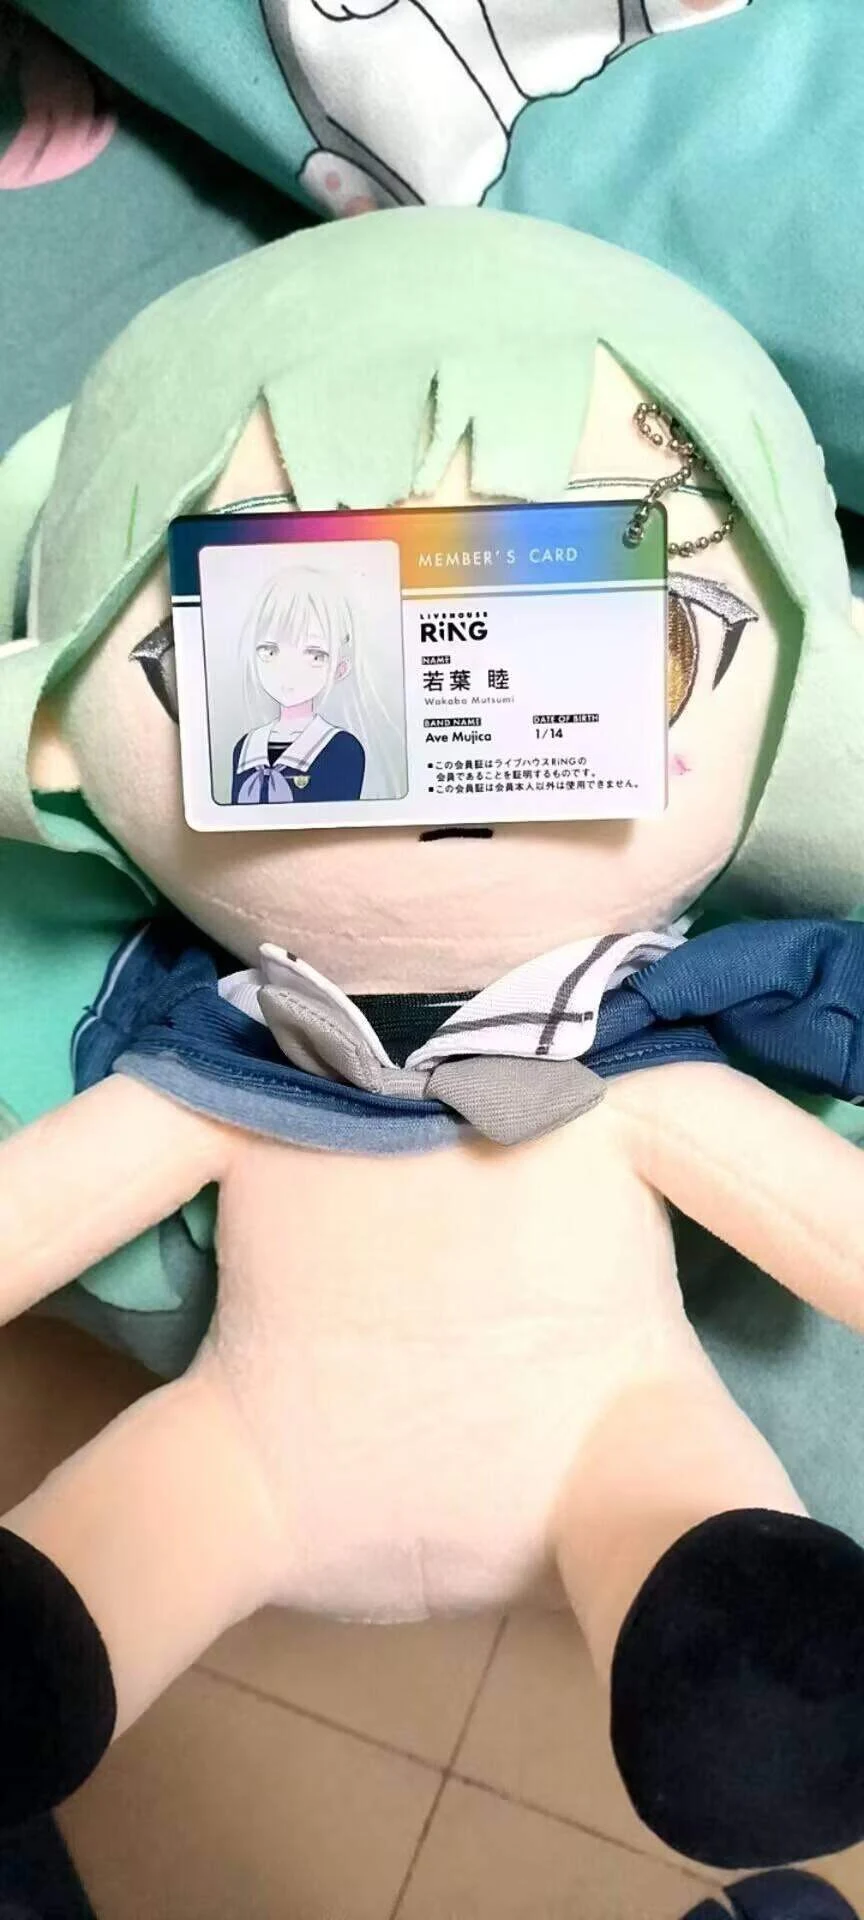 MEMBER'S CARD
LIVEHOUSE
RiNG
NAME
若葉 睦
Wakaba Mutsumi
BAND NAME
DATE OF BIRTH
Ave Mujica
1/14
■この会員証はライブハウスRiNGの
会員であることを証明するものです。
■この会員証は会員本人以外は使用できません。